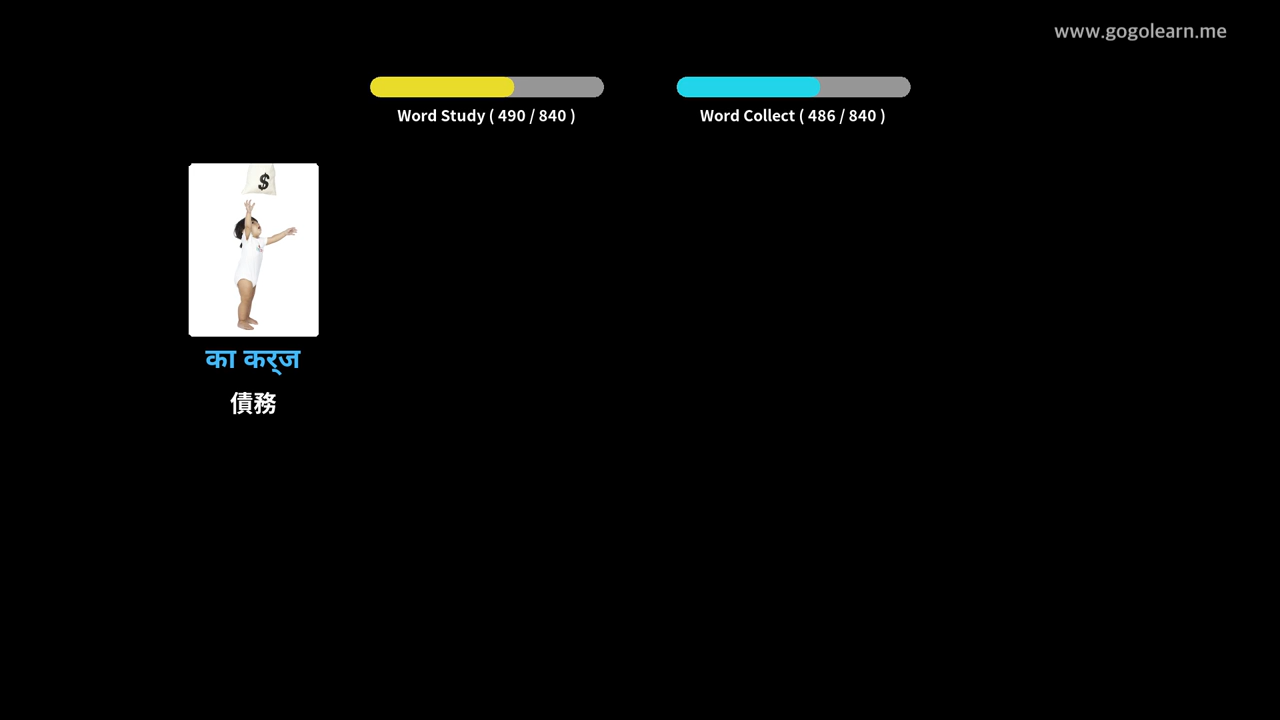 www.gogolearn.me
Word Study ( 490 / 840 )
Word Collect ( 486 / 840 )
$
का कर्ज
債務